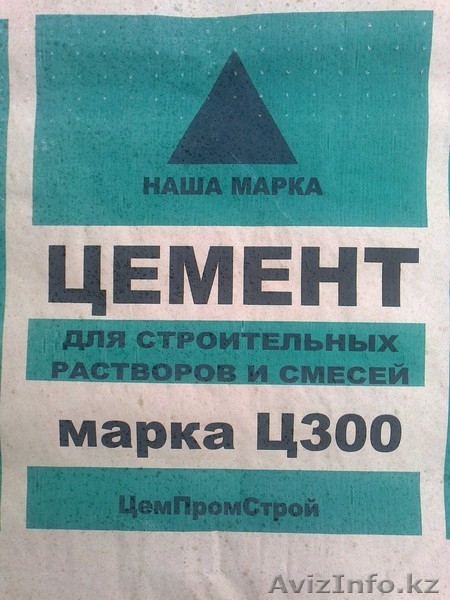 НАША МАРКА
ЦЕМЕНТ
ДЛЯ СТРОИТЕЛЬНЫХ
РАСТВОРОВ И СМЕСЕЙ
марка Ц300
ЦемПромСтрой
AvizInfo.kz